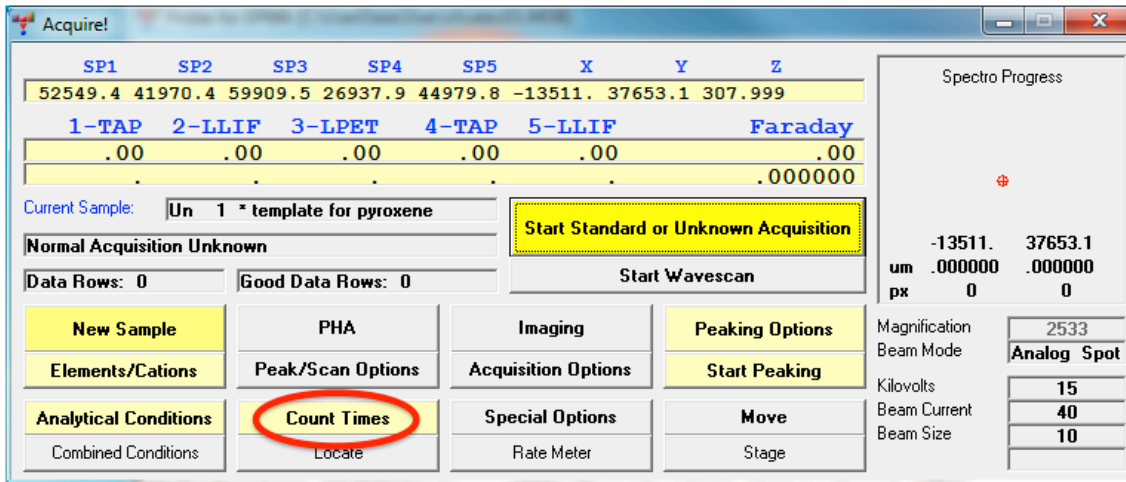 Acquire!
SP1 SP2 SP3 SP4 SP5 X Y Z
52549.4 41970.4 59909.5 26937.9 44979.8 -13511. 37653.1 307.999
1-TAP 2-LLIF 3-LPET 4-TAP 5-LLIF Faraday
.00 .00 .00 .00 .00 .00
. . . . . .000000
Current Sample: Un 1 * template for pyroxene
Normal Acquisition Unknown
Data Rows: 0 Good Data Rows: 0
Start Standard or Unknown Acquisition
Start Wavescan
New Sample PHA Imaging Peaking Options
Elements/Cations Peak/Scan Options Acquisition Options Start Peaking
Analytical Conditions Count Times Special Options Move
Combined Conditions Locate Rate Meter Stage
Spectro Progress
-13511. 37653.1
um .000000 .000000
px 0 0
Magnification 2533
Beam Mode Analog Spot
Kilovolts 15
Beam Current 40
Beam Size 10